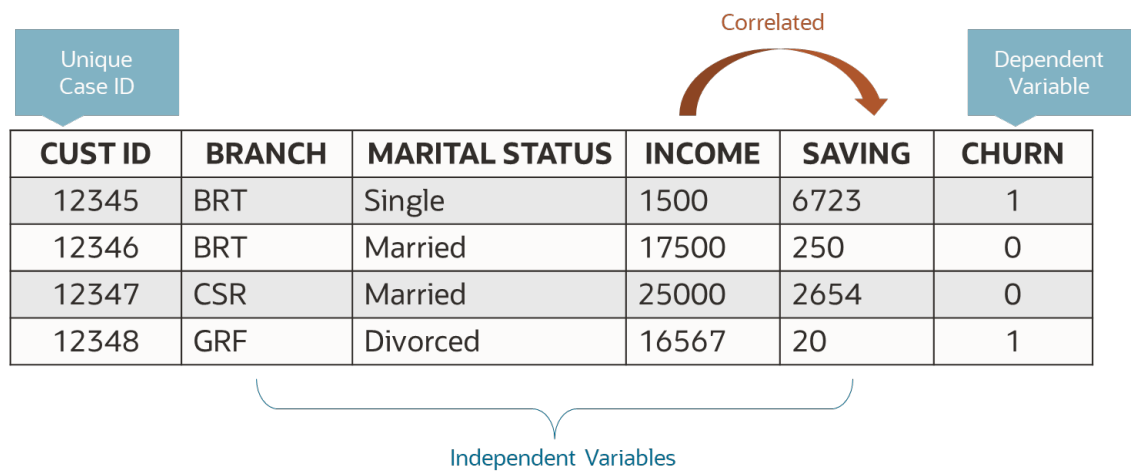 Correlated
Unique
Case ID
Dependent
Variable
CUST ID BRANCH MARITAL STATUS INCOME SAVING CHURN
12345 BRT Single 1500 6723 1
12346 BRT Married 17500 250 0
12347 CSR Married 25000 2654 0
12348 GRF Divorced 16567 20 1
Independent Variables